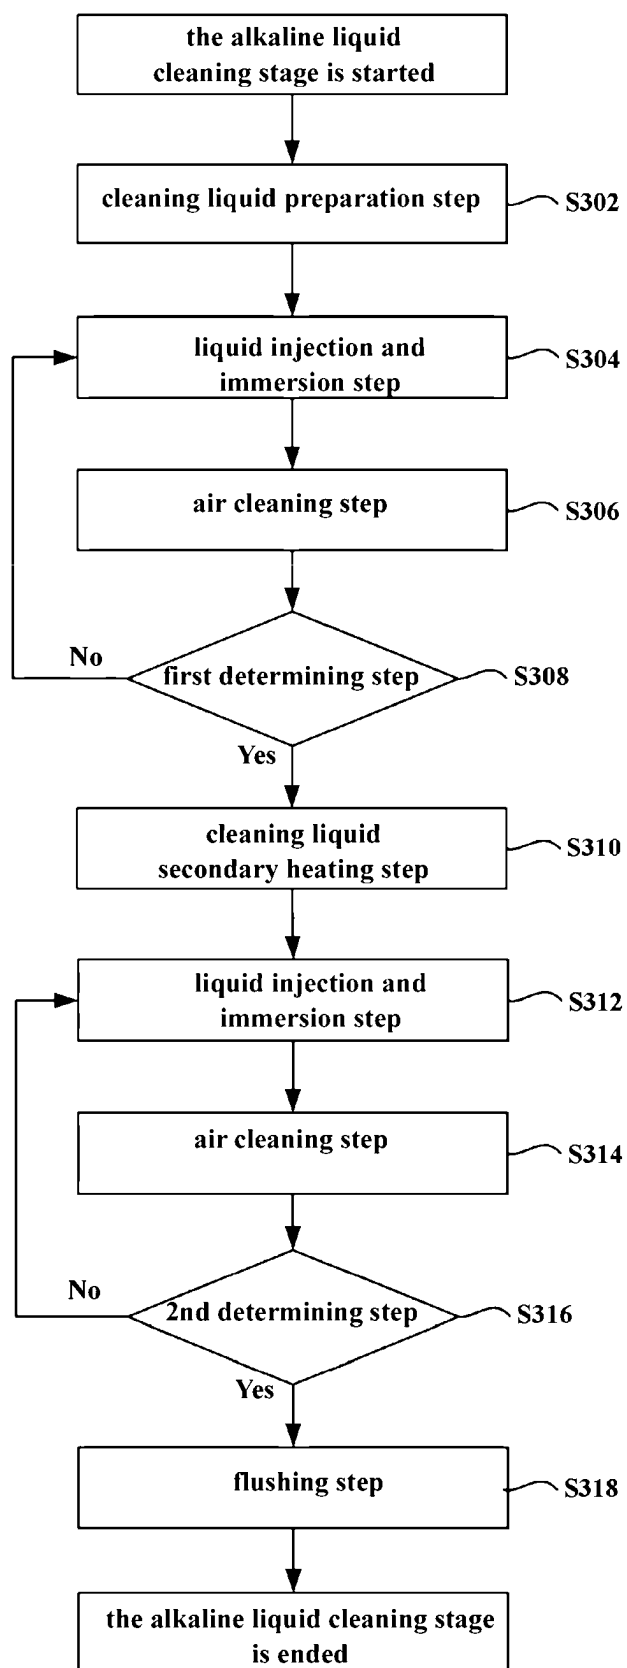 the alkaline liquid
cleaning stage is started
cleaning liquid preparation step
S302
liquid injection and
immersion step
S304
air cleaning step
S306
No
first determining step
S308
Yes
cleaning liquid
secondary heating step
S310
liquid injection and
immersion step
S312
air cleaning step
S314
No
2nd determining step
S316
Yes
flushing step
S318
the alkaline liquid cleaning stage
is ended